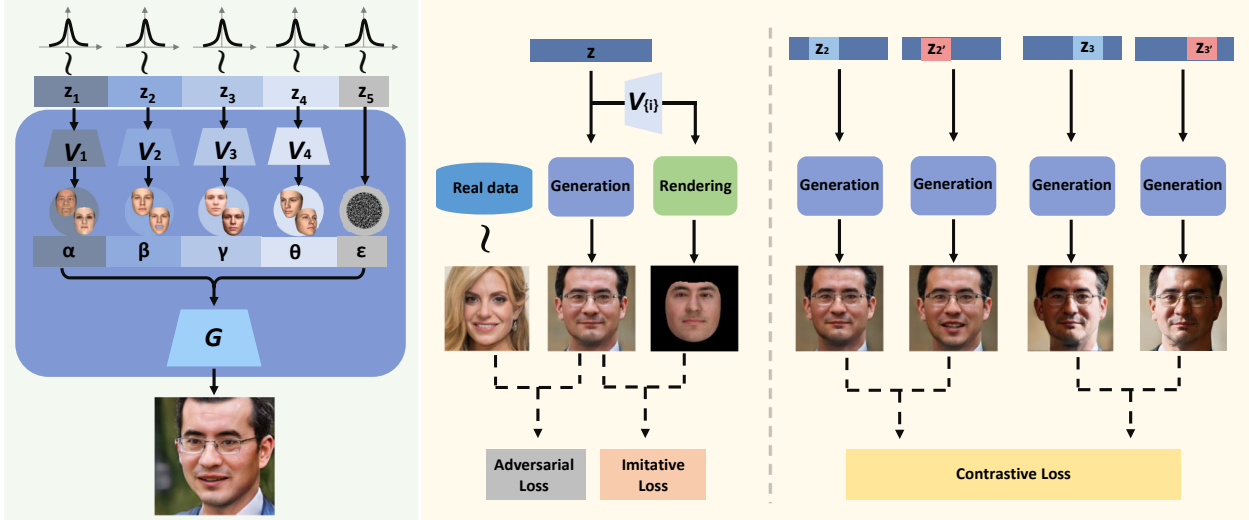 z1 z2 z3 z4 z5
V1 V2 V3 V4
α β γ θ ε
G
z
V{i}
Real data Generation Rendering
Adversarial
Loss
Imitative
Loss
z2 z2' z3 z3'
Generation Generation Generation Generation
Contrastive Loss